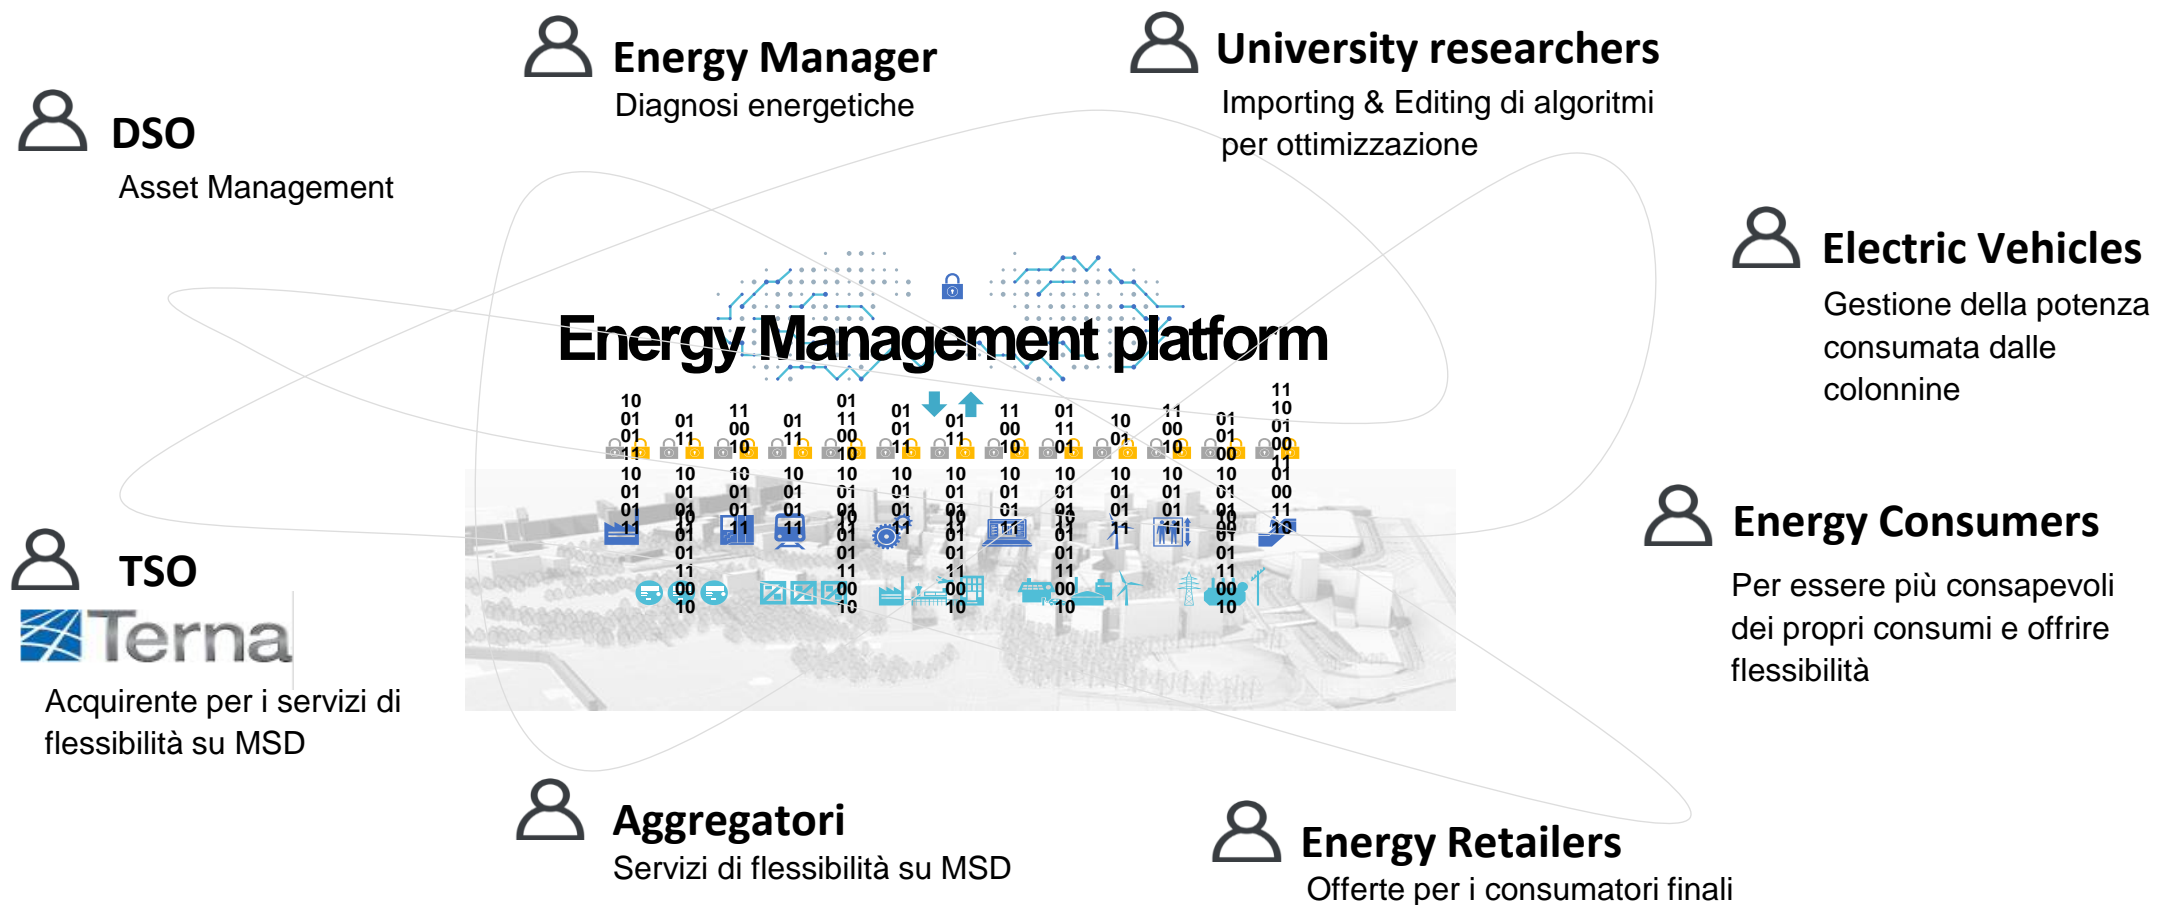 Energy Manager
Diagnosi energetiche
University researchers
Importing & Editing di algoritmi
per ottimizzazione
DSO
Asset Management
Electric Vehicles
Gestione della potenza
consumata dalle
colonnine
Energy Management platform
Energy Consumers
Per essere più consapevoli
dei propri consumi e offrire
flessibilità
TSO
Terna
Acquirente per i servizi di
flessibilità su MSD
Aggregatori
Servizi di flessibilità su MSD
Energy Retailers
Offerte per i consumatori finali